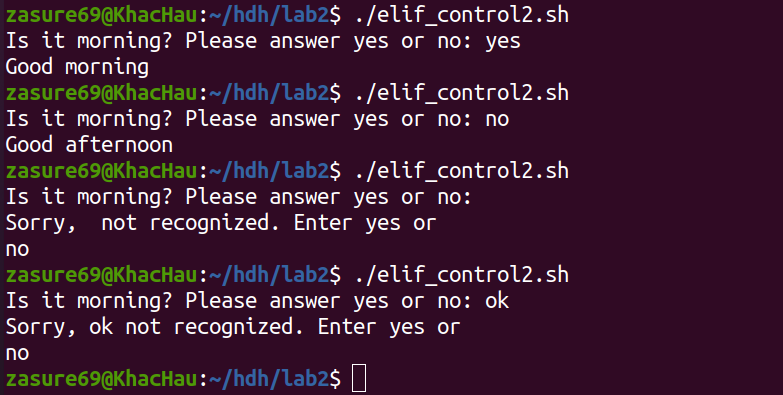 zasure69@KhacHau:~/hdh/lab2$ ./elif_control2.sh
Is it morning? Please answer yes or no: yes
Good morning
zasure69@KhacHau:~/hdh/lab2$ ./elif_control2.sh
Is it morning? Please answer yes or no: no
Good afternoon
zasure69@KhacHau:~/hdh/lab2$ ./elif_control2.sh
Is it morning? Please answer yes or no:
Sorry,  not recognized. Enter yes or
no
zasure69@KhacHau:~/hdh/lab2$ ./elif_control2.sh
Is it morning? Please answer yes or no: ok
Sorry, ok not recognized. Enter yes or
no
zasure69@KhacHau:~/hdh/lab2$